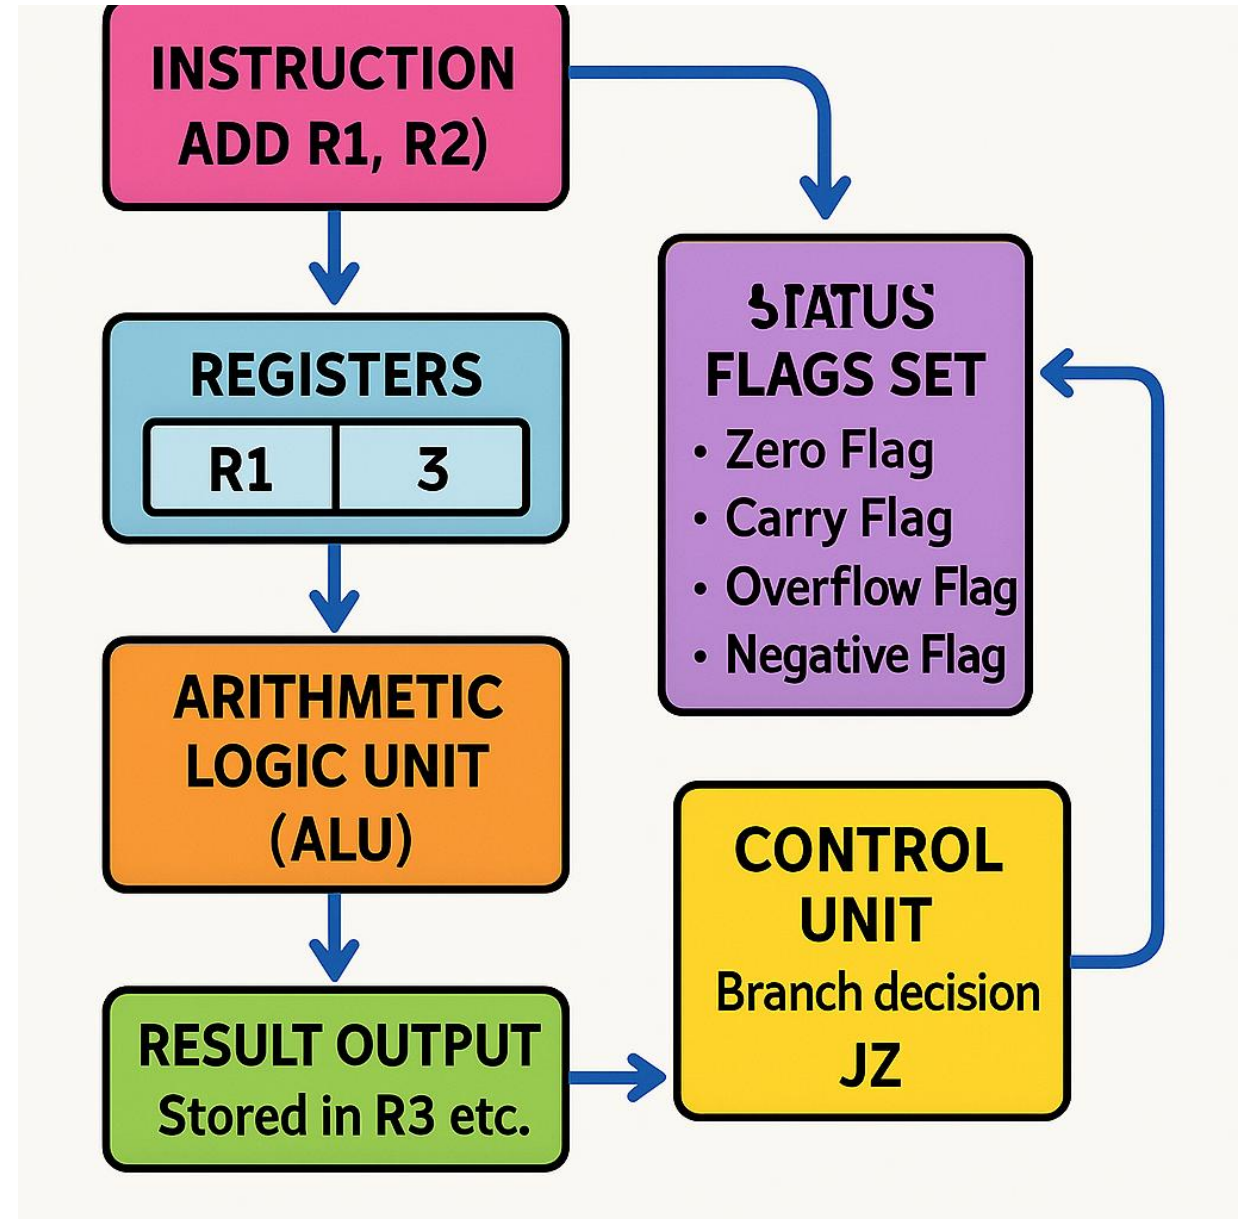 INSTRUCTION
ADD R1, R2)
REGISTERS
R1 3
ARITHMETIC
LOGIC UNIT
(ALU)
RESULT OUTPUT
Stored in R3 etc.
STATUS
FLAGS SET
• Zero Flag
• Carry Flag
• Overflow Flag
• Negative Flag
CONTROL
UNIT
Branch decision
JZ